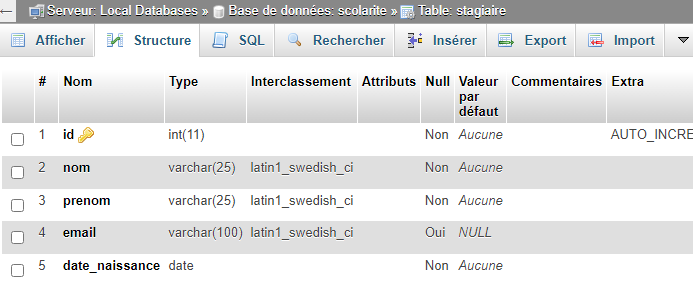 ← Serveur: Local Databases » Base de données: scolarite » Table: stagiaire
Afficher Structure SQL Rechercher Insérer Export Import
# Nom Type Interclassement Attributs Null Valeur par défaut Commentaires Extra
1 id int(11) Non Aucune AUTO_INCRE
2 nom varchar(25) latin1_swedish_ci Non Aucune
3 prenom varchar(25) latin1_swedish_ci Non Aucune
4 email varchar(100) latin1_swedish_ci Oui NULL
5 date_naissance date Non Aucune